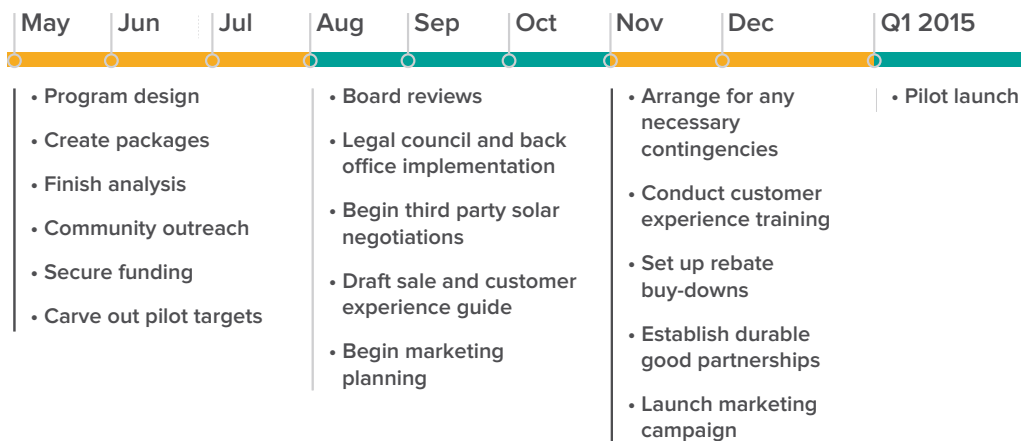 May Jun Jul Aug Sep Oct Nov Dec Q1 2015
• Program design
• Create packages
• Finish analysis
• Community outreach
• Secure funding
• Carve out pilot targets
• Board reviews
• Legal council and back
office implementation
• Begin third party solar
negotiations
• Draft sale and customer
experience guide
• Begin marketing
planning
• Arrange for any
necessary
contingencies
• Conduct customer
experience training
• Set up rebate
buy-downs
• Establish durable
good partnerships
• Launch marketing
campaign
• Pilot launch